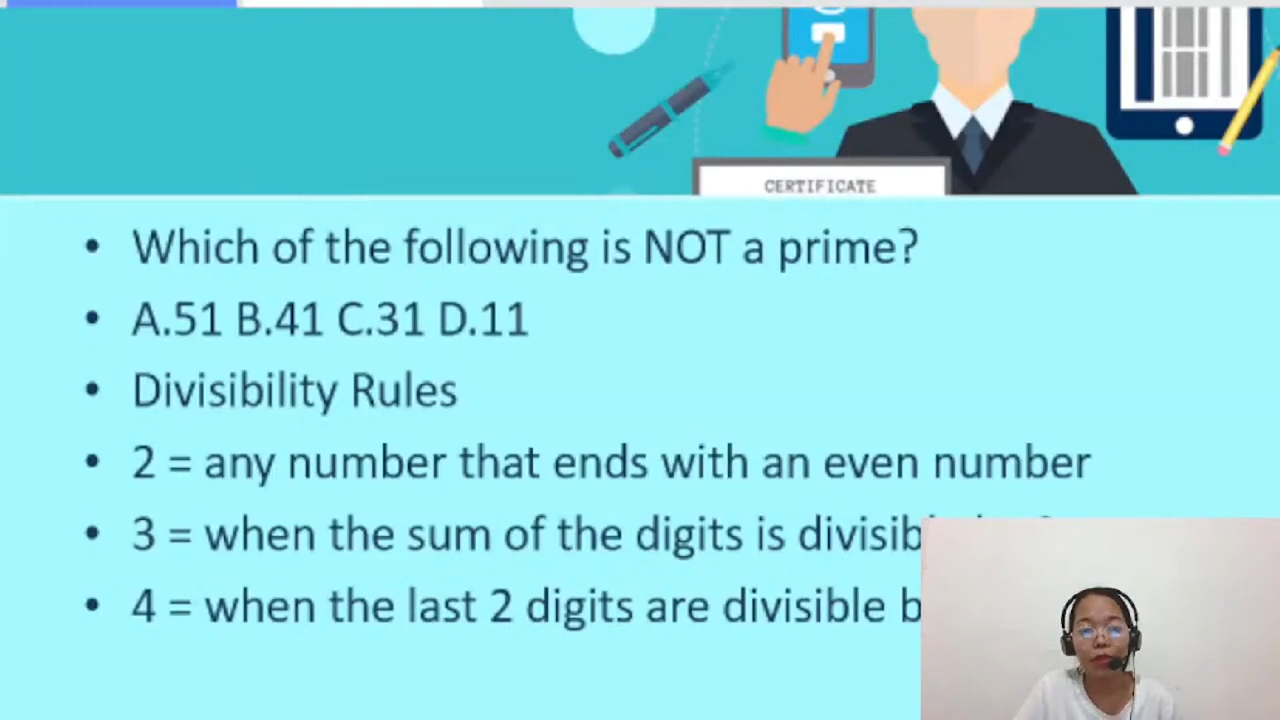 CERTIFICATE
• Which of the following is NOT a prime?
• A.51 B.41 C.31 D.11
• Divisibility Rules
• 2 = any number that ends with an even number
• 3 = when the sum of the digits is
• 4 = when the last 2 digits are divisible